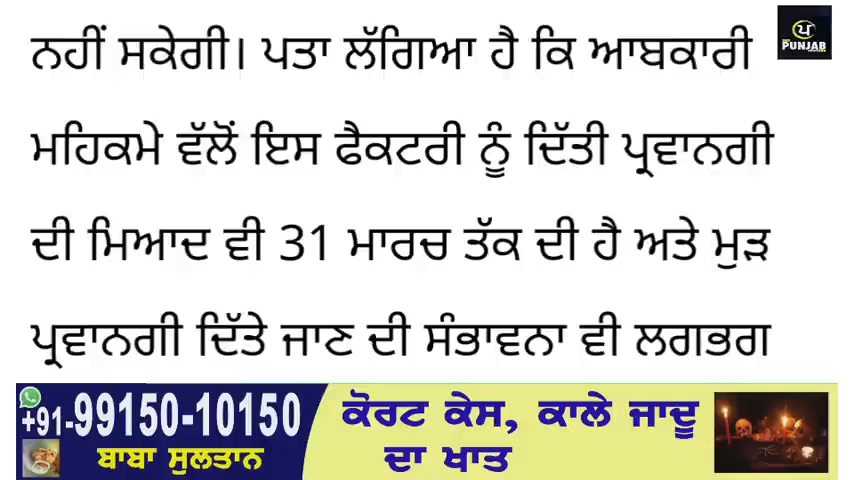 ਨਹੀਂ ਸਕੇਗੀ। ਪਤਾ ਲੱਗਿਆ ਹੈ ਕਿ ਆਬਕਾਰੀ
ਪ PUNJAB
ਮਹਿਕਮੇ ਵੱਲੋਂ ਇਸ ਫੈਕਟਰੀ ਨੂੰ ਦਿੱਤੀ ਪ੍ਰਵਾਨਗੀ
ਦੀ ਮਿਆਦ ਵੀ 31 ਮਾਰਚ ਤੱਕ ਦੀ ਹੈ ਅਤੇ ਮੁੜ
ਪ੍ਰਵਾਨਗੀ ਦਿੱਤੇ ਜਾਣ ਦੀ ਸੰਭਾਵਨਾ ਵੀ ਲਗਭਗ
+91-99150-10150
ਬਾਬਾ ਸੁਲਤਾਨ
ਕੋਰਟ ਕੇਸ, ਕਾਲੇ ਜਾਦੂ
ਦਾ ਖਾਤ